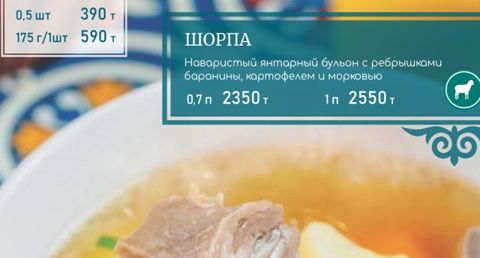 0,5 шт 390 т
175 г/1шт 590 т
ШОРПА
Наваристый янтарный бульон с ребрышками
баранины, картофелем и морковью
0,7 п 2350 т 1 п 2550 т